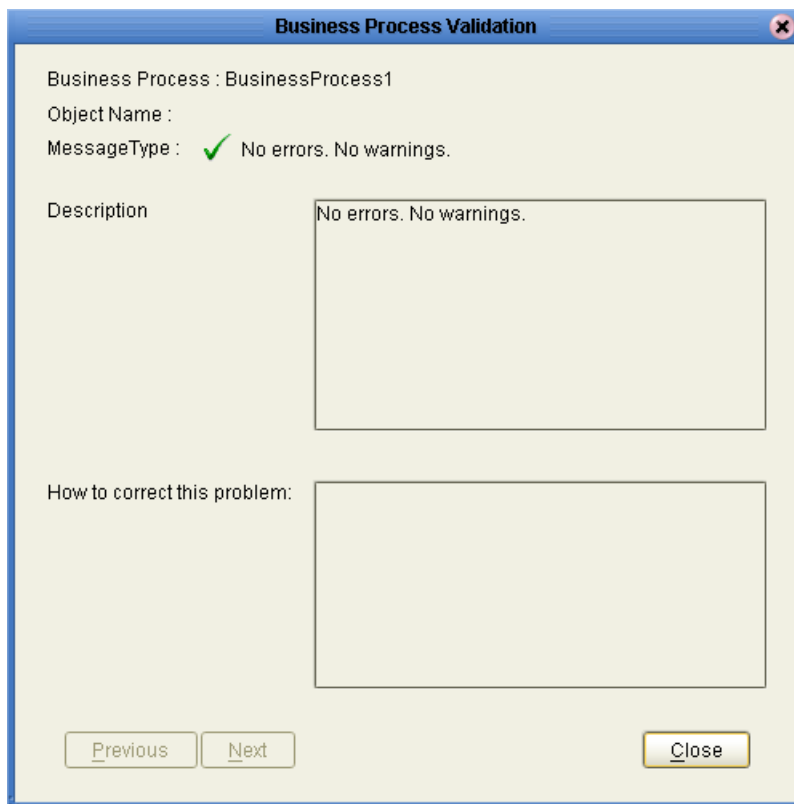 Business Process Validation
Business Process : BusinessProcess1
Object Name :
MessageType : No errors. No warnings.
Description
No errors. No warnings.
How to correct this problem:
Previous Next Close